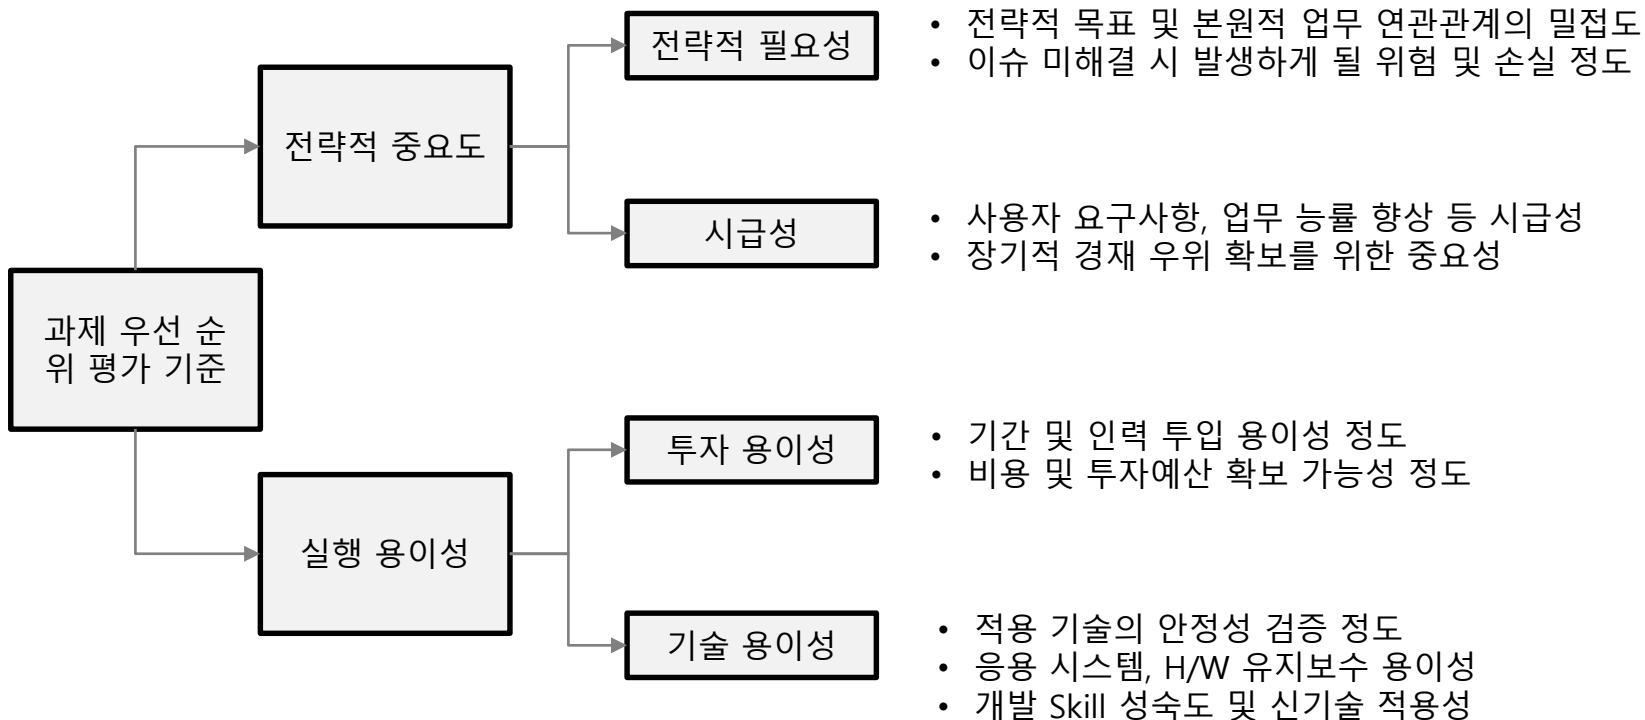 과제 우선 순
위 평가 기준
전략적 중요도
전략적 필요성
• 전략적 목표 및 본원적 업무 연관관계의 밀접도
• 이슈 미해결 시 발생하게 될 위험 및 손실 정도
시급성
• 사용자 요구사항, 업무 능률 향상 등 시급성
• 장기적 경재 우위 확보를 위한 중요성
실행 용이성
투자 용이성
• 기간 및 인력 투입 용이성 정도
• 비용 및 투자예산 확보 가능성 정도
기술 용이성
• 적용 기술의 안정성 검증 정도
• 응용 시스템, H/W 유지보수 용이성
• 개발 Skill 성숙도 및 신기술 적용성